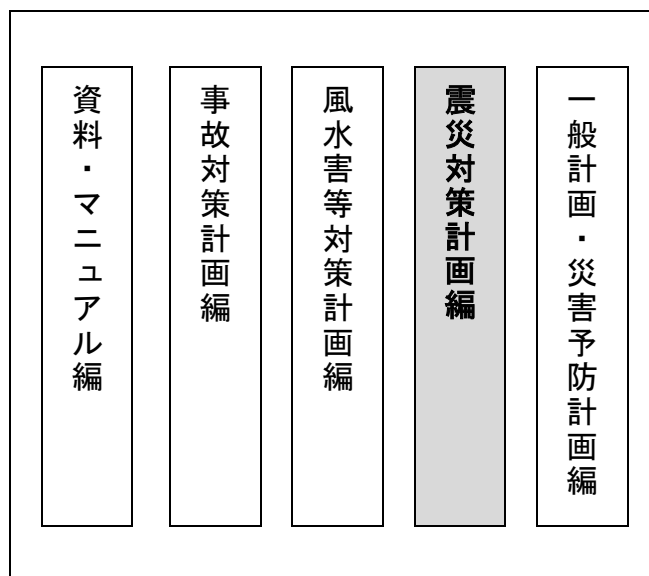 一般計画・災害予防計画編
震災対策計画編
風水害等対策計画編
事故対策計画編
資料・マニュアル編